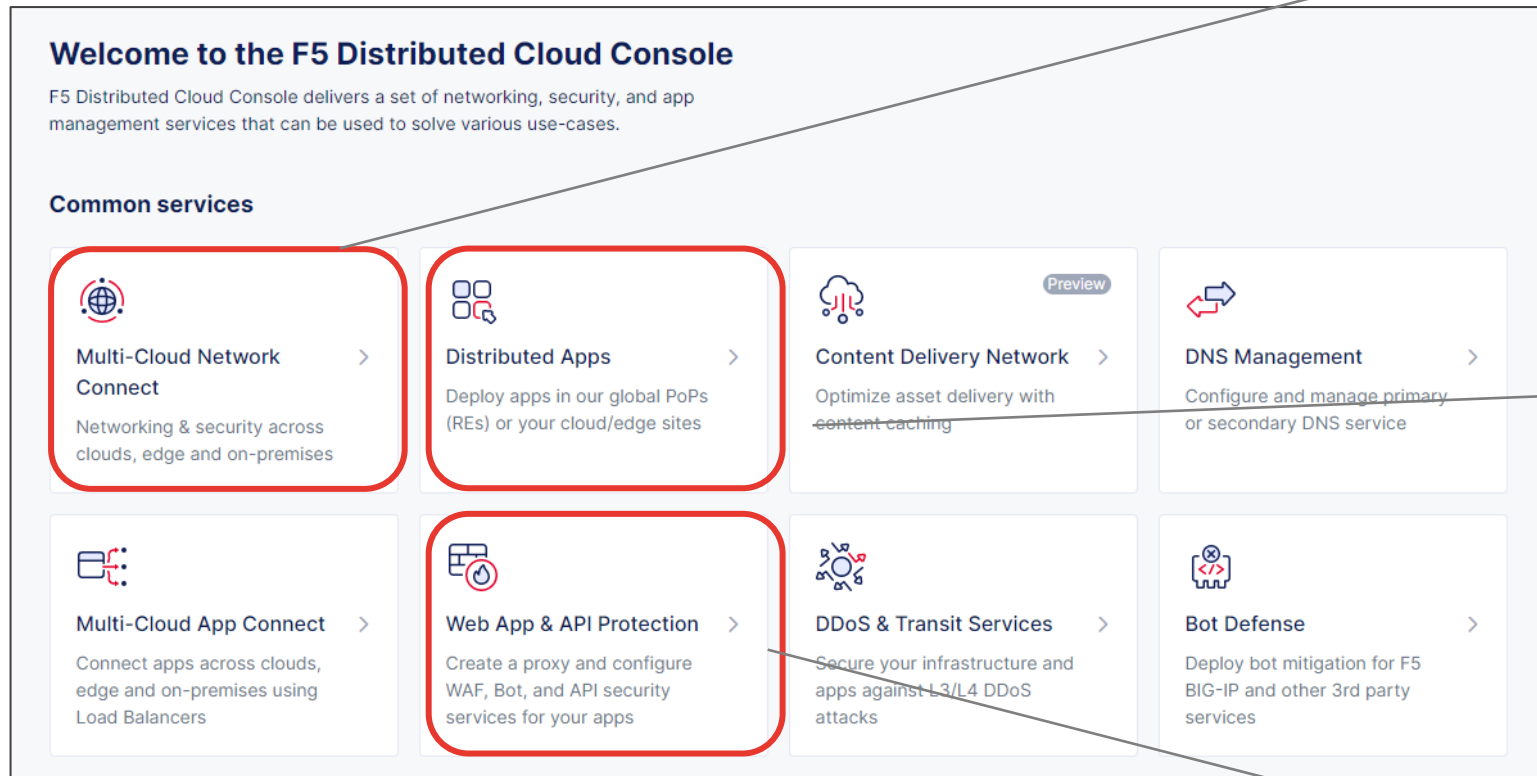 Welcome to the F5 Distributed Cloud Console
F5 Distributed Cloud Console delivers a set of networking, security, and app
management services that can be used to solve various use-cases.
Common services
Multi-Cloud Network
Connect
Networking & security across
clouds, edge and on-premises
Distributed Apps
Deploy apps in our global PoPs
(REs) or your cloud/edge sites
Preview
Content Delivery Network
Optimize asset delivery with
content caching
DNS Management
Configure and manage primary
or secondary DNS service
Multi-Cloud App Connect
Connect apps across clouds,
edge and on-premises using
Load Balancers
Web App & API Protection
Create a proxy and configure
WAF, Bot, and API security
services for your apps
DDoS & Transit Services
Secure your infrastructure and
apps against L3/L4 DDoS
attacks
Bot Defense
Deploy bot mitigation for F5
BIG-IP and other 3rd party
services